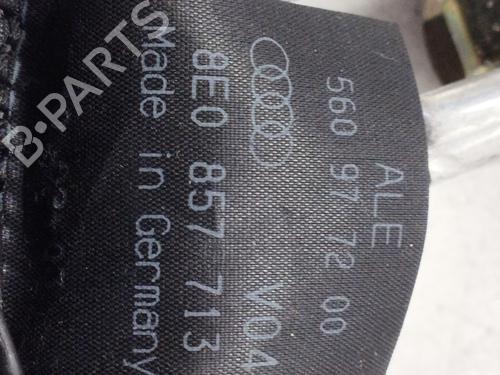 ALE
560 97 72 00
V04
8E0 857 713
Made in Germany
B-PARTS